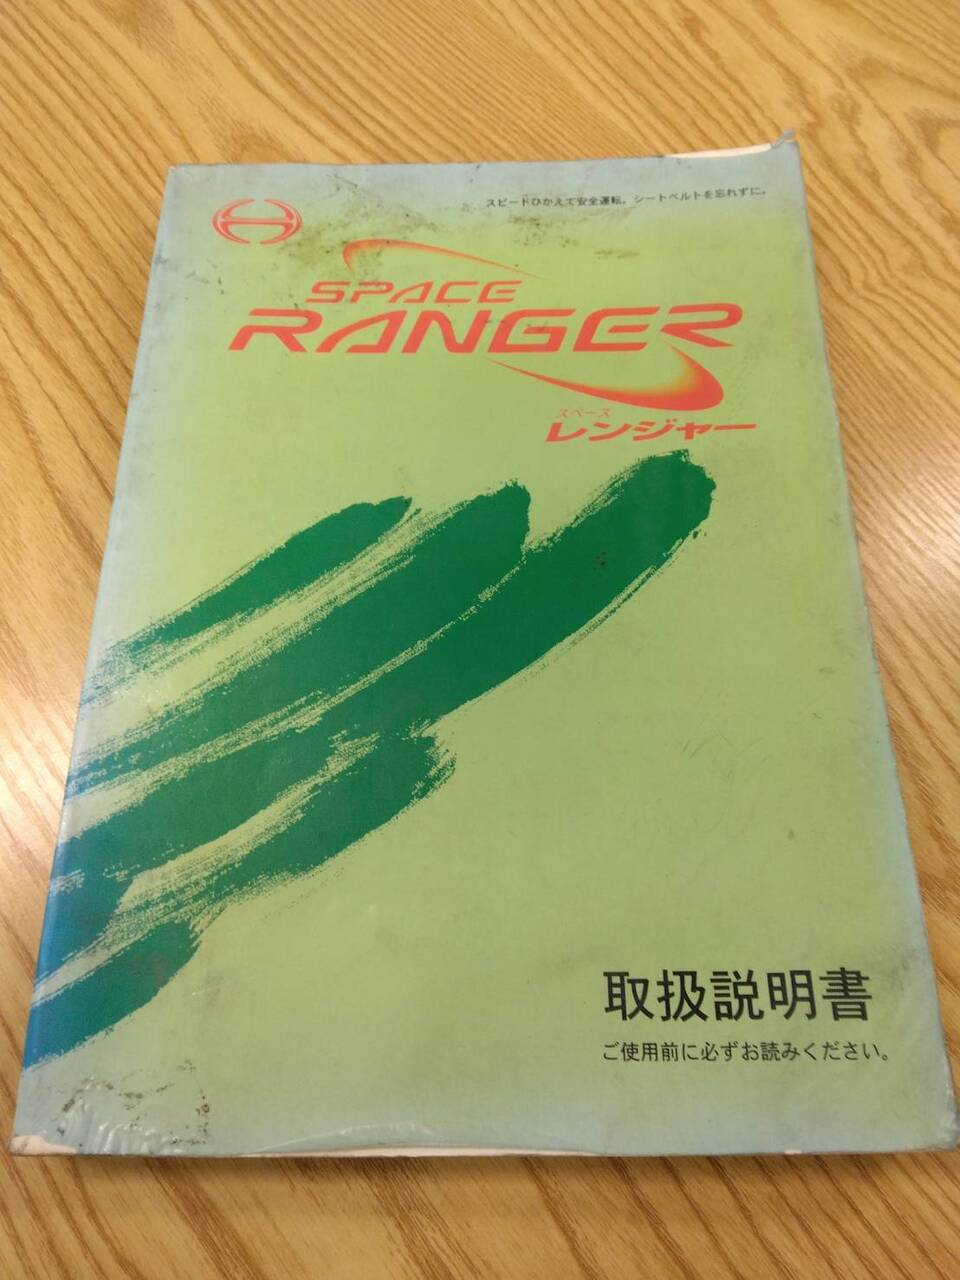 スピードひかえて安全運転。シートベルトを忘れずに。
SPACE
RANGER
スペース
レンジャー
取扱説明書
ご使用前に必ずお読みください。